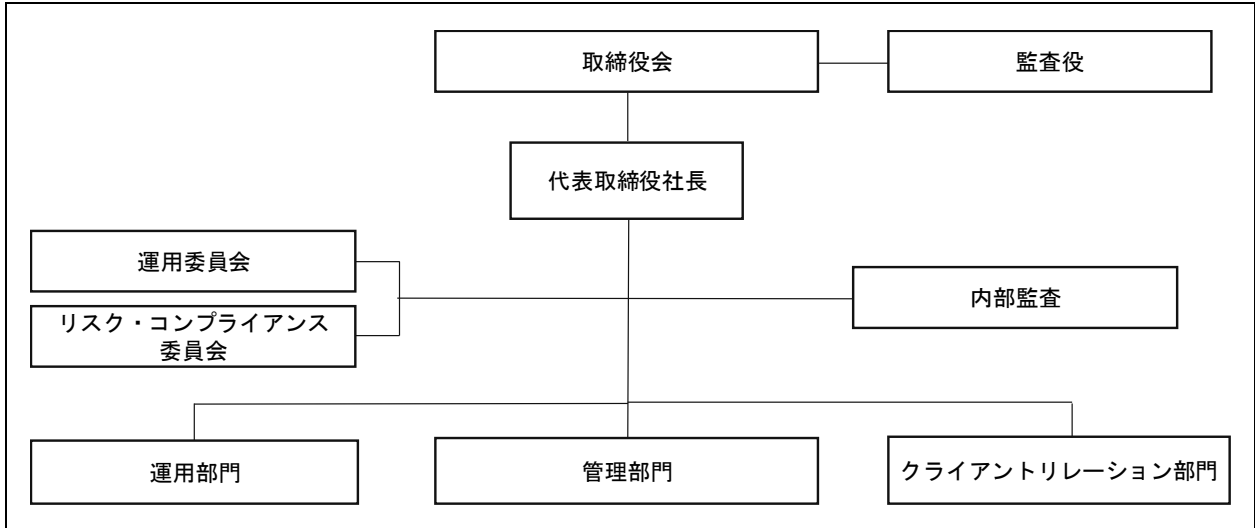 取締役会
監査役
代表取締役社長
運用委員会
内部監査
リスク・コンプライアンス
委員会
運用部門
管理部門
クライアントリレーション部門